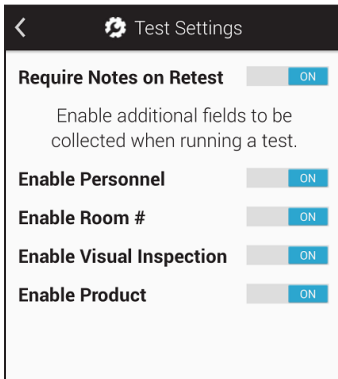 Test Settings
Require Notes on Retest ON
Enable additional fields to be
collected when running a test.
Enable Personnel ON
Enable Room # ON
Enable Visual Inspection ON
Enable Product ON